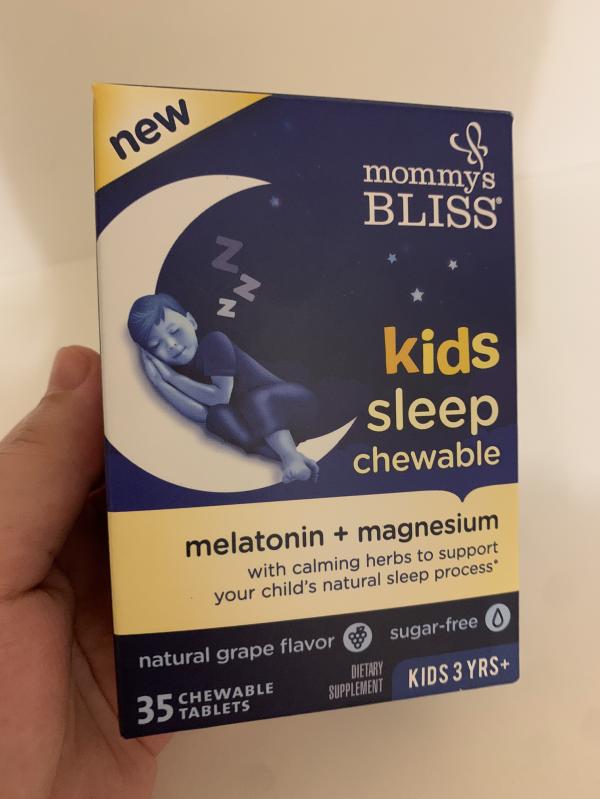 new
mommy's
BLISS®
Z
Z
Z
kids
sleep
chewable
melatonin + magnesium
with calming herbs to support
your child's natural sleep process*
natural grape flavor
sugar-free
35 CHEWABLE
TABLETS
DIETARY
SUPPLEMENT
KIDS 3 YRS+